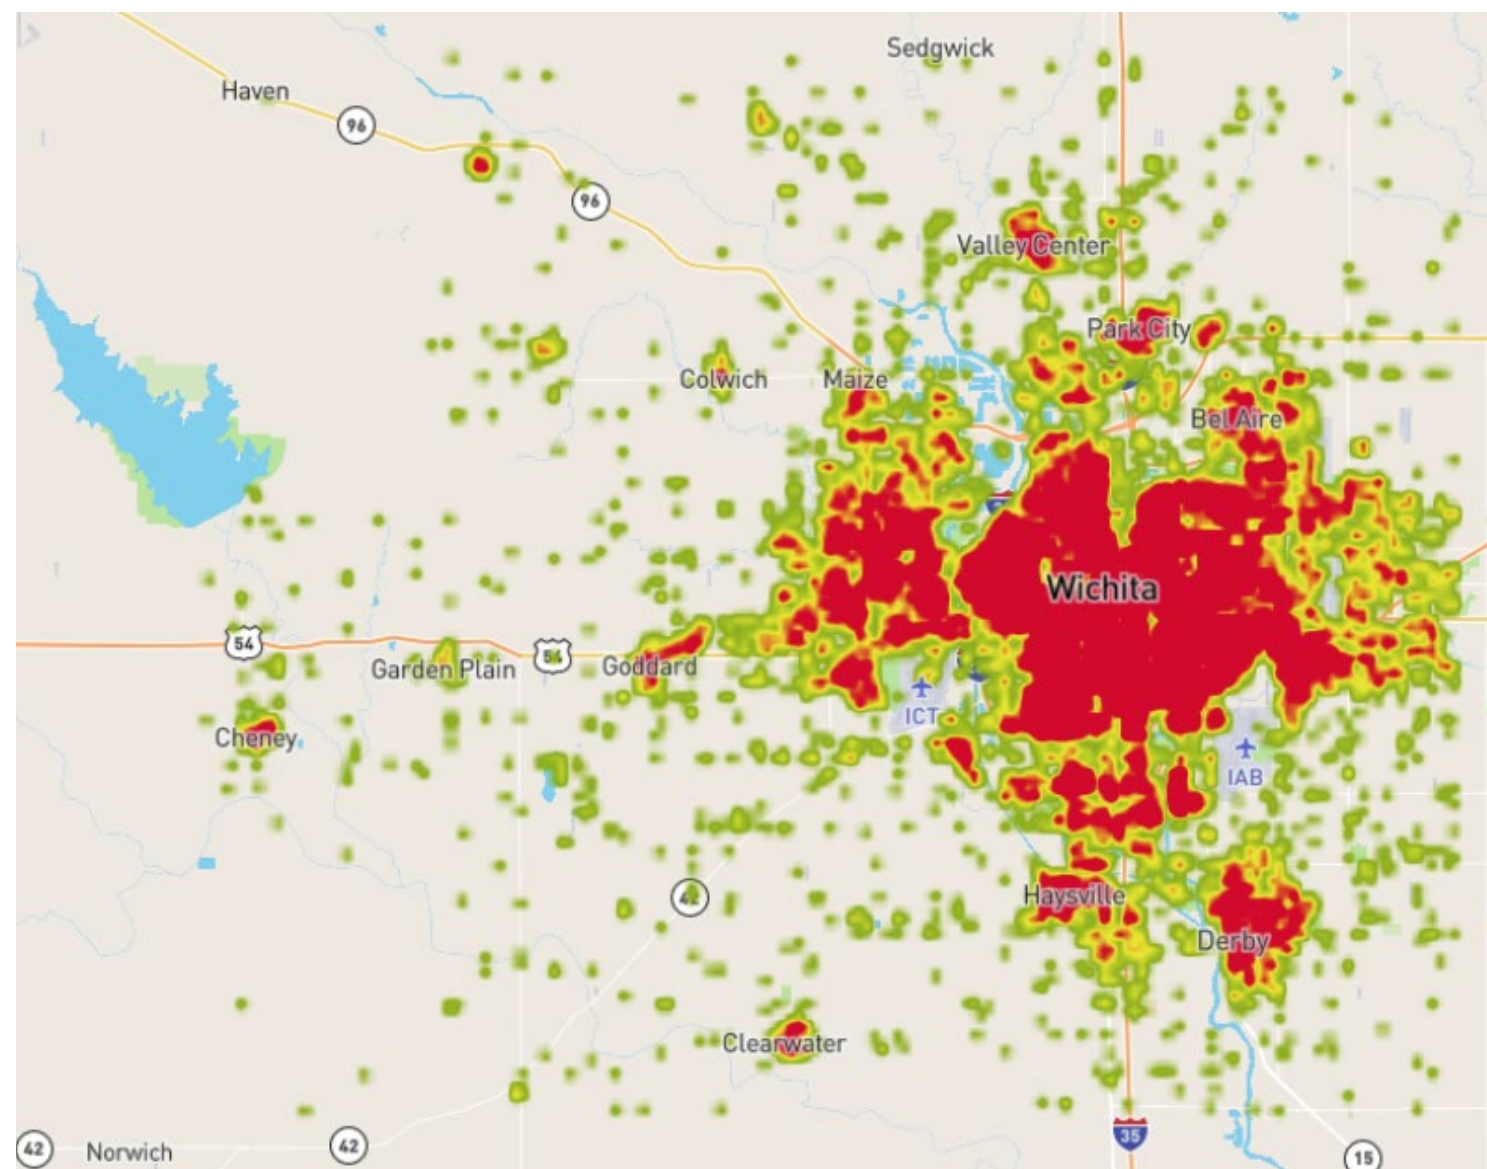 Sedgwick
Haven
96
96
Valley Center
Park City
Colwich
Maize
Bel Aire
Wichita
54
54
Garden Plain
Goddard
ICT
Cheney
IAB
42
Haysville
Derby
Clearwater
35
42
Norwich
42
15